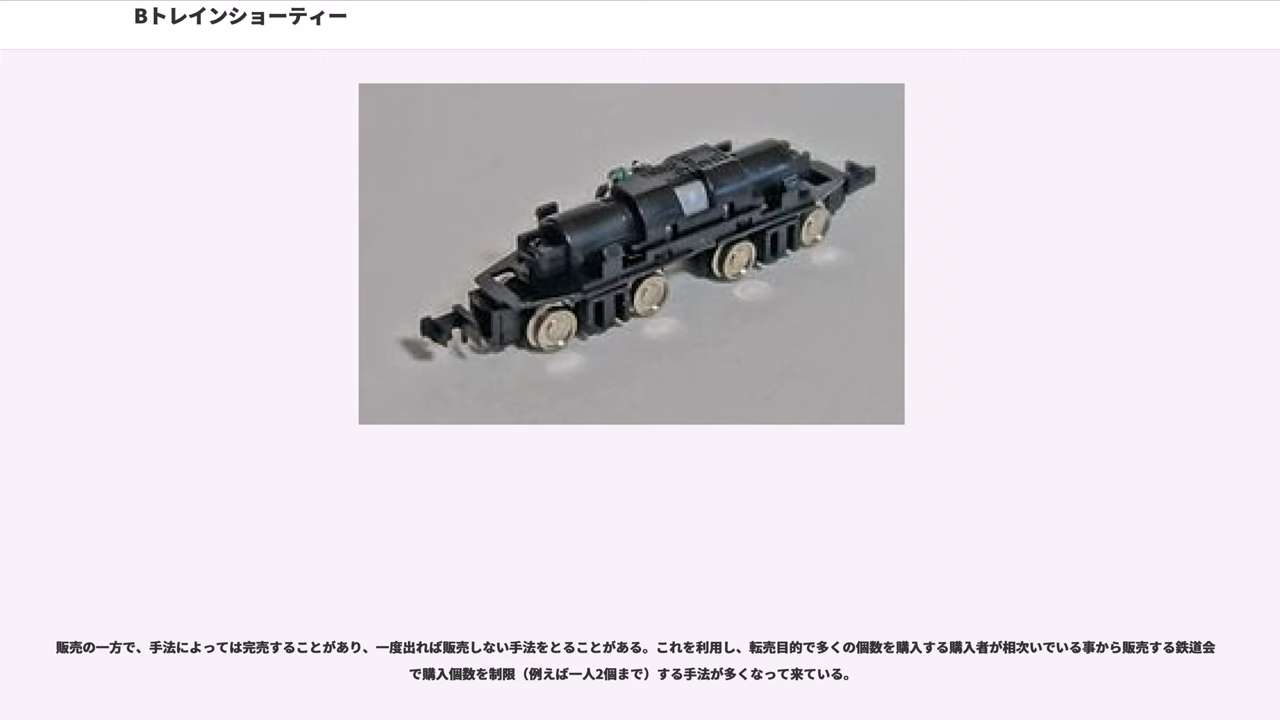 Bトレインショーティー
販売の一方で、手法によっては完売することがあり、一度出れば販売しない手法をとることがある。これを利用し、転売目的で多くの個数を購入する購入者が相次いでいる事から販売する鉄道会
で購入個数を制限（例えば一人2個まで）する手法が多くなって来ている。